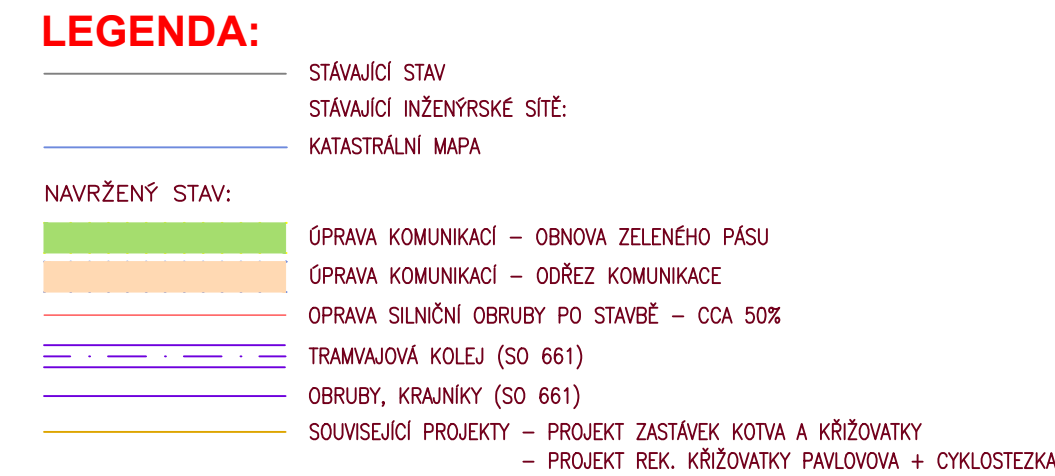 LEGENDA:
STÁVAJÍCÍ STAV
STÁVAJÍCÍ INŽENÝRSKÉ SÍTĚ:
KATASTRÁLNÍ MAPA
NAVRŽENÝ STAV:
ÚPRAVA KOMUNIKACÍ – OBNOVA ZELENÉHO PÁSU
ÚPRAVA KOMUNIKACÍ – ODŘEZ KOMUNIKACE
OPRAVA SILNIČNÍ OBRUBY PO STAVBĚ – CCA 50%
TRAMVAJOVÁ KOLEJ (SO 661)
OBRUBY, KRAJNÍKY (SO 661)
SOUVISEJÍCÍ PROJEKTY – PROJEKT ZASTÁVEK KOTVA A KŘIŽOVATKY
– PROJEKT REK. KŘIŽOVATKY PAVLOVOVA + CYKLOSTEZKA